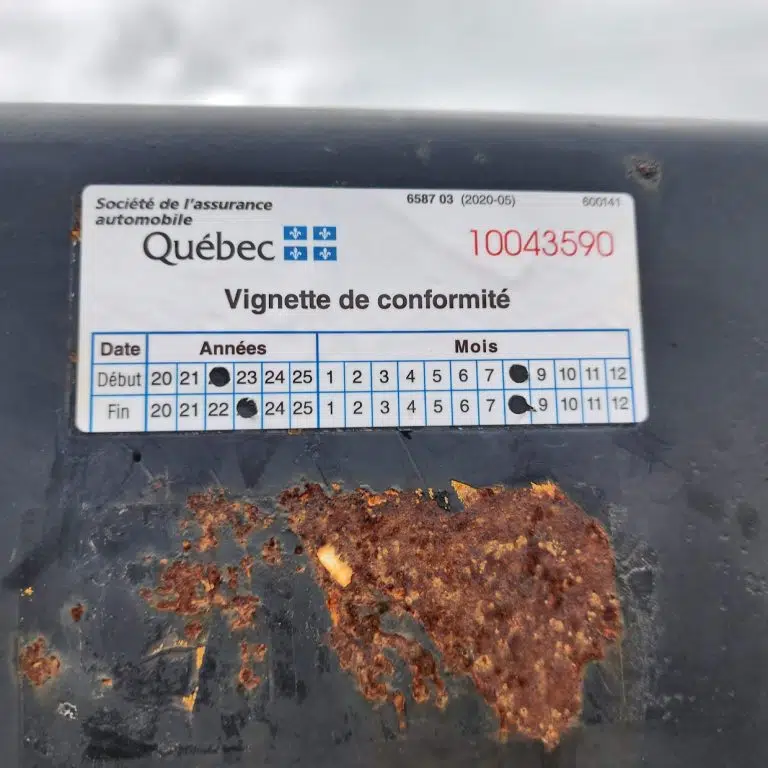 Société de l'assurance
automobile
6587 03 (2020-05)
600141
Québec
10043590
Vignette de conformité
Date Années Mois
Début 20 21 23 24 25 1 2 3 4 5 6 7 9 10 11 12
Fin 20 21 22 24 25 1 2 3 4 5 6 7 9 10 11 12